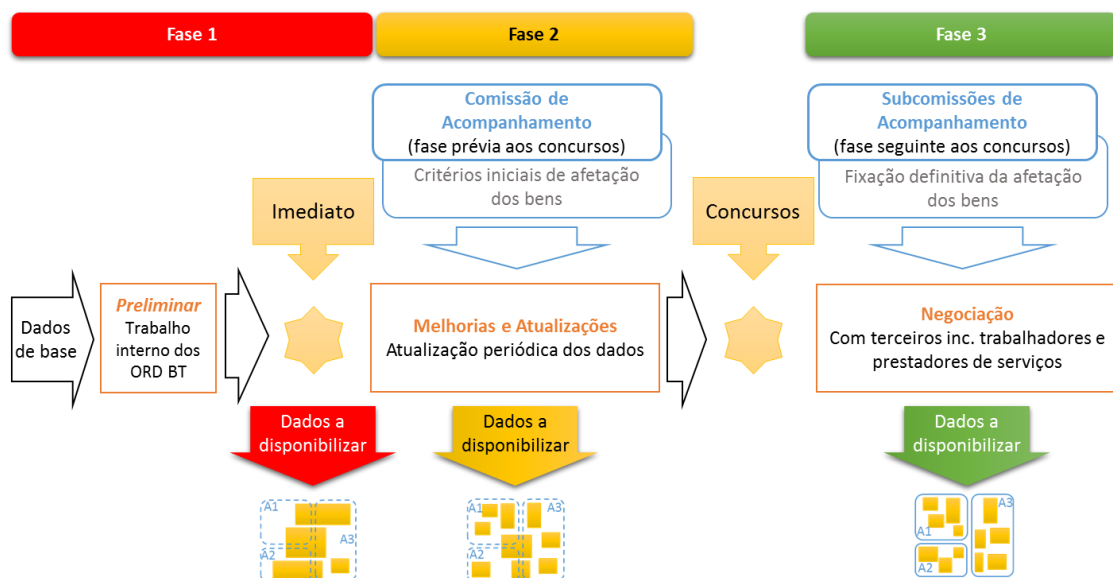 Fase 1
Fase 2
Fase 3
Comissão de
Acompanhamento
(fase prévia aos concursos)
Critérios iniciais de afetação
dos bens
Subcomissões de
Acompanhamento
(fase seguinte aos concursos)
Fixação definitiva da afetação
dos bens
Imediato
Concursos
Dados
de base
Preliminar
Trabalho
interno dos
ORD BT
Melhorias e Atualizações
Atualização periódica dos dados
Negociação
Com terceiros inc. trabalhadores e
prestadores de serviços
Dados a
disponibilizar
Dados a
disponibilizar
Dados a
disponibilizar
A1
A2
A3
A1
A2
A3
A1
A2
A3